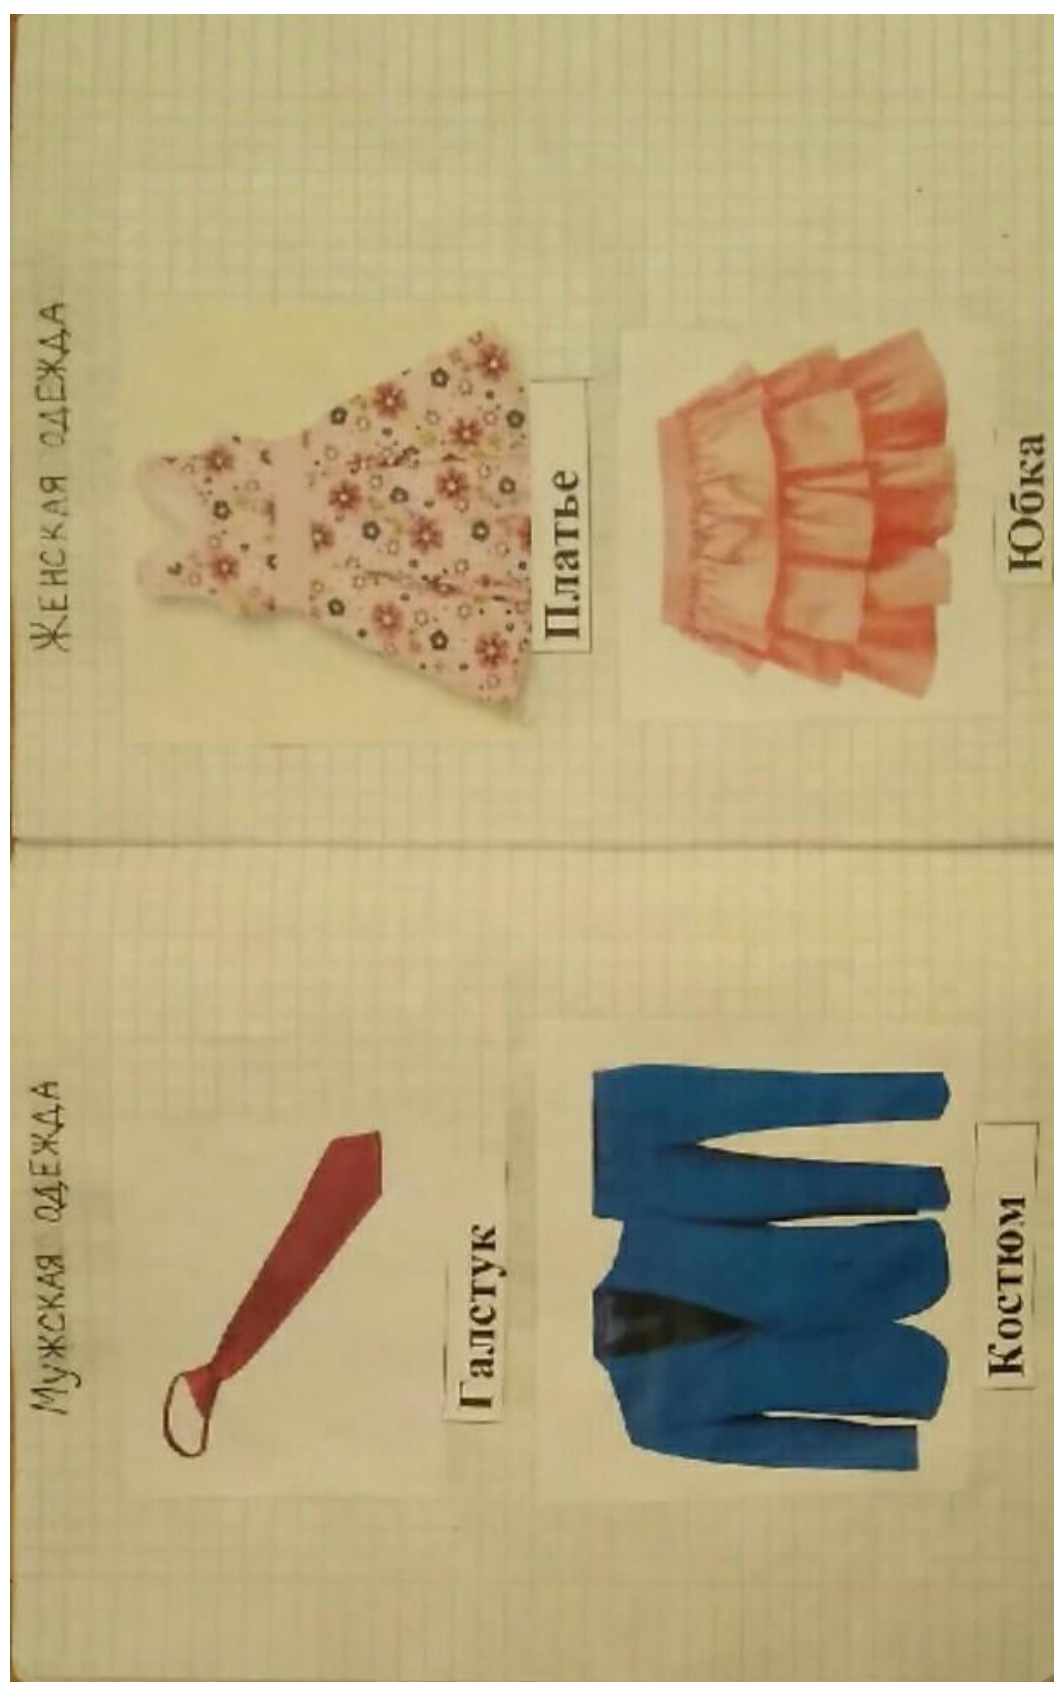 Мужская одежда
Галстук
Костюм
Женская одежда
Платье
Юбка